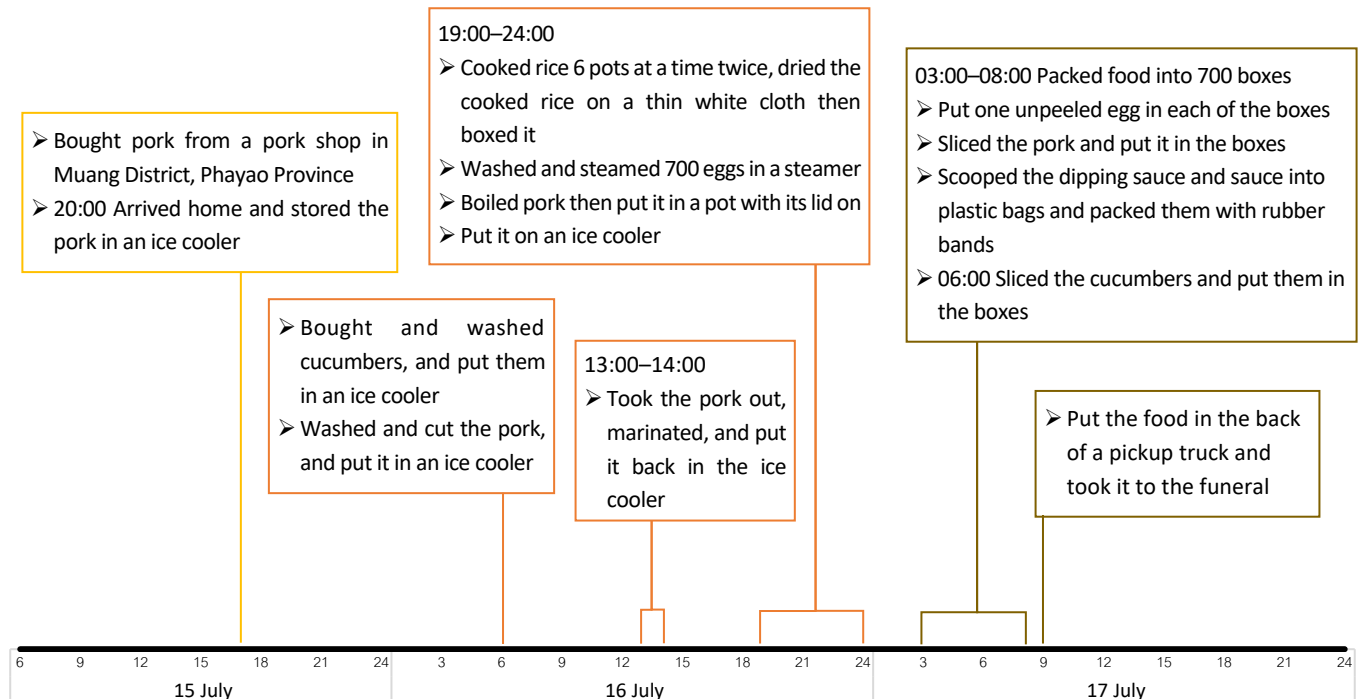 ➢ Bought pork from a pork shop in
Muang District, Phayao Province
➢ 20:00 Arrived home and stored the
pork in an ice cooler
➢ Bought and washed
cucumbers, and put them
in an ice cooler
➢ Washed and cut the pork,
and put it in an ice cooler
13:00–14:00
➢ Took the pork out,
marinated, and put
it back in the ice
cooler
19:00–24:00
➢ Cooked rice 6 pots at a time twice, dried the
cooked rice on a thin white cloth then
boxed it
➢ Washed and steamed 700 eggs in a steamer
➢ Boiled pork then put it in a pot with its lid on
➢ Put it on an ice cooler
03:00–08:00 Packed food into 700 boxes
➢ Put one unpeeled egg in each of the boxes
➢ Sliced the pork and put it in the boxes
➢ Scooped the dipping sauce and sauce into
plastic bags and packed them with rubber
bands
➢ 06:00 Sliced the cucumbers and put them in
the boxes
➢ Put the food in the back
of a pickup truck and
took it to the funeral
6 9 12 15 18 21 24 3 6 9 12 15 18 21 24 3 6 9 12 15 18 21 24
15 July 16 July 17 July